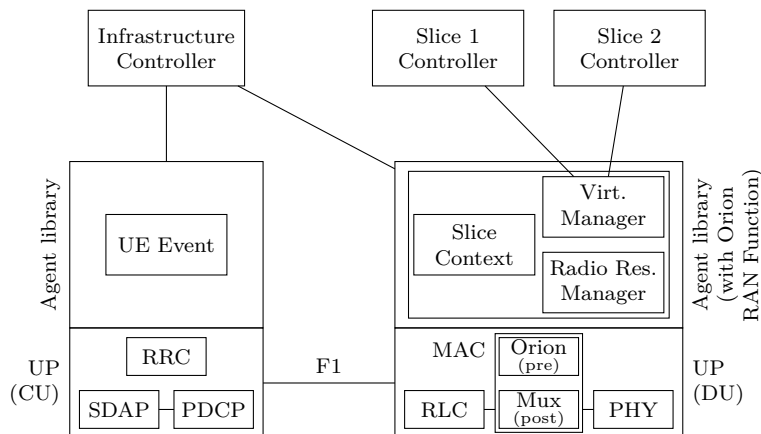 Infrastructure
Controller
Slice 1
Controller
Slice 2
Controller
Agent library
UE Event
Slice
Context
Virt.
Manager
Radio Res.
Manager
Agent library
(with Orion
RAN Function)
UP
(CU)
RRC
SDAP
PDCP
F1
MAC
Orion
(pre)
RLC
Mux
(post)
PHY
UP
(DU)